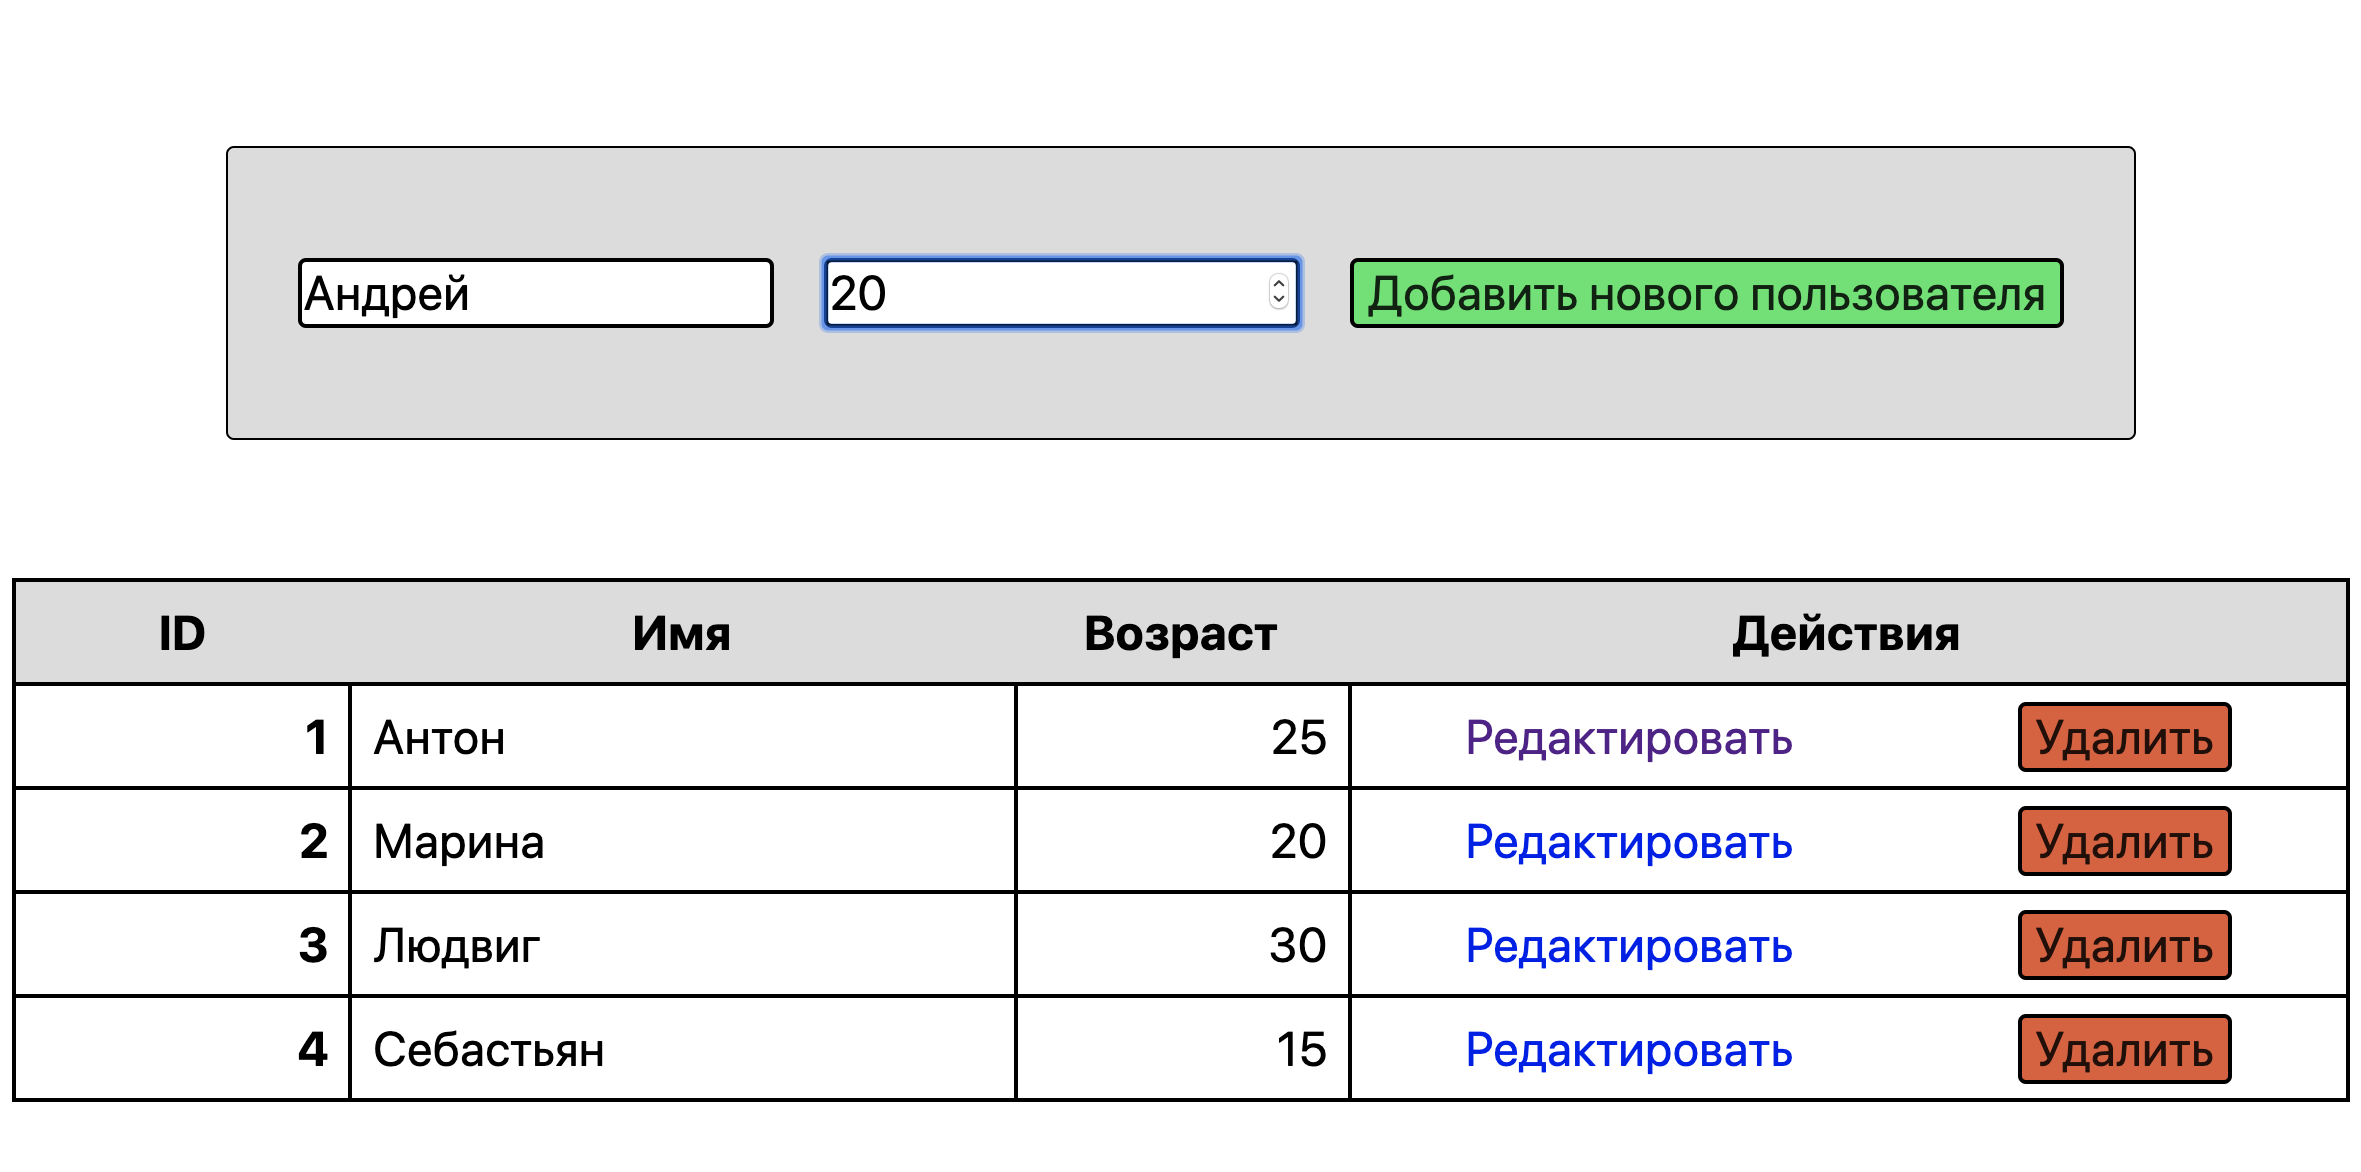 Андрей 20 Добавить нового пользователя
ID Имя Возраст Действия
1 Антон 25 Редактировать Удалить
2 Марина 20 Редактировать Удалить
3 Людвиг 30 Редактировать Удалить
4 Себастьян 15 Редактировать Удалить